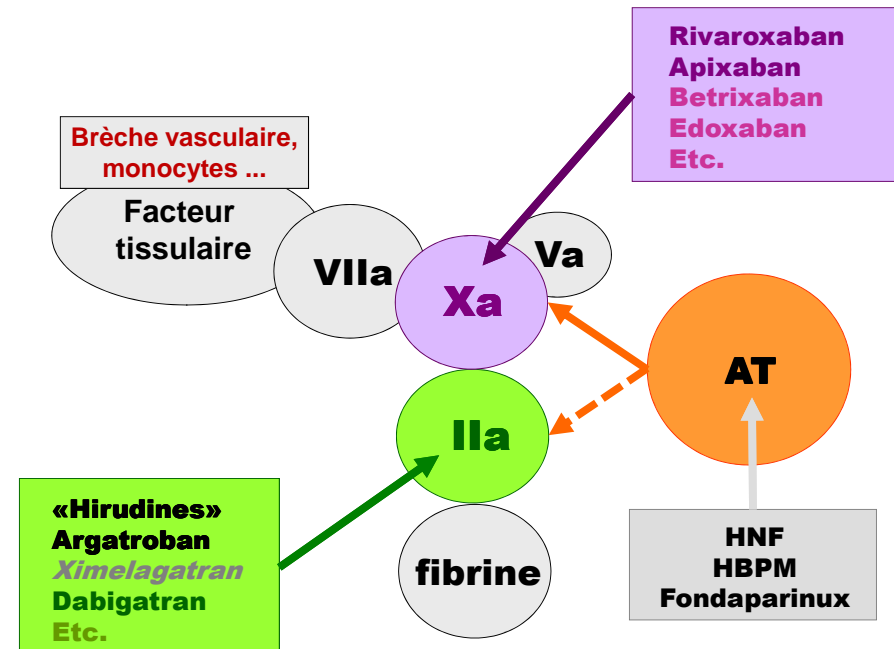 Rivaroxaban
Apixaban
Betrixaban
Edoxaban
Etc.
Brèche vasculaire,
monocytes ...
Facteur
tissulaire
VIIa
Xa
Va
AT
IIa
«Hirudines»
Argatroban
Ximelagatran
Dabigatran
Etc.
fibrine
HNF
HBPM
Fondaparinux